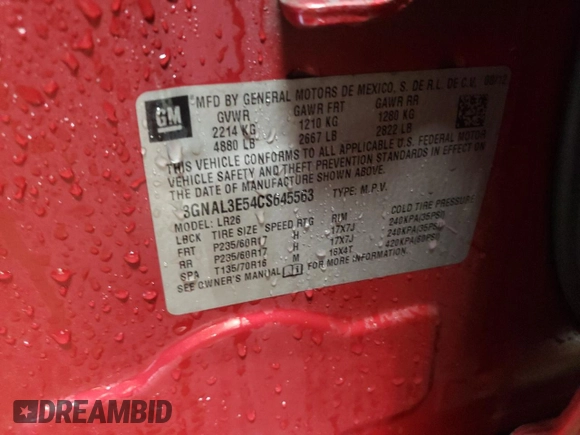 GM
MFD BY GENERAL MOTORS DE MEXICO, S. DE R.L. DE C.V.
GVWR GAWR FRT GAWR RR
2214 KG 1210 KG 1280 KG
4880 LB 2667 LB 2822 LB
THIS VEHICLE CONFORMS TO ALL APPLICABLE U.S. FEDERAL MOTOR
VEHICLE SAFETY AND THEFT PREVENTION STANDARDS IN EFFECT
ON THE DATE OF MANUFACTURE SHOWN ABOVE.
3GNAL3E54CS645563 TYPE: M.P.V.
LOCK LR26
TIRE SIZE SPEED RTG RIM COLD TIRE PRESSURE
FRT P235/60R17 H 17X7J 240KPA(35PSI)
RR P235/60R17 H 17X7J 240KPA(35PSI)
SPA T135/70R16 M 16X4T 420KPA(60PSI)
SEE OWNER'S MANUAL FOR MORE INFORMATION.
DREAMBID